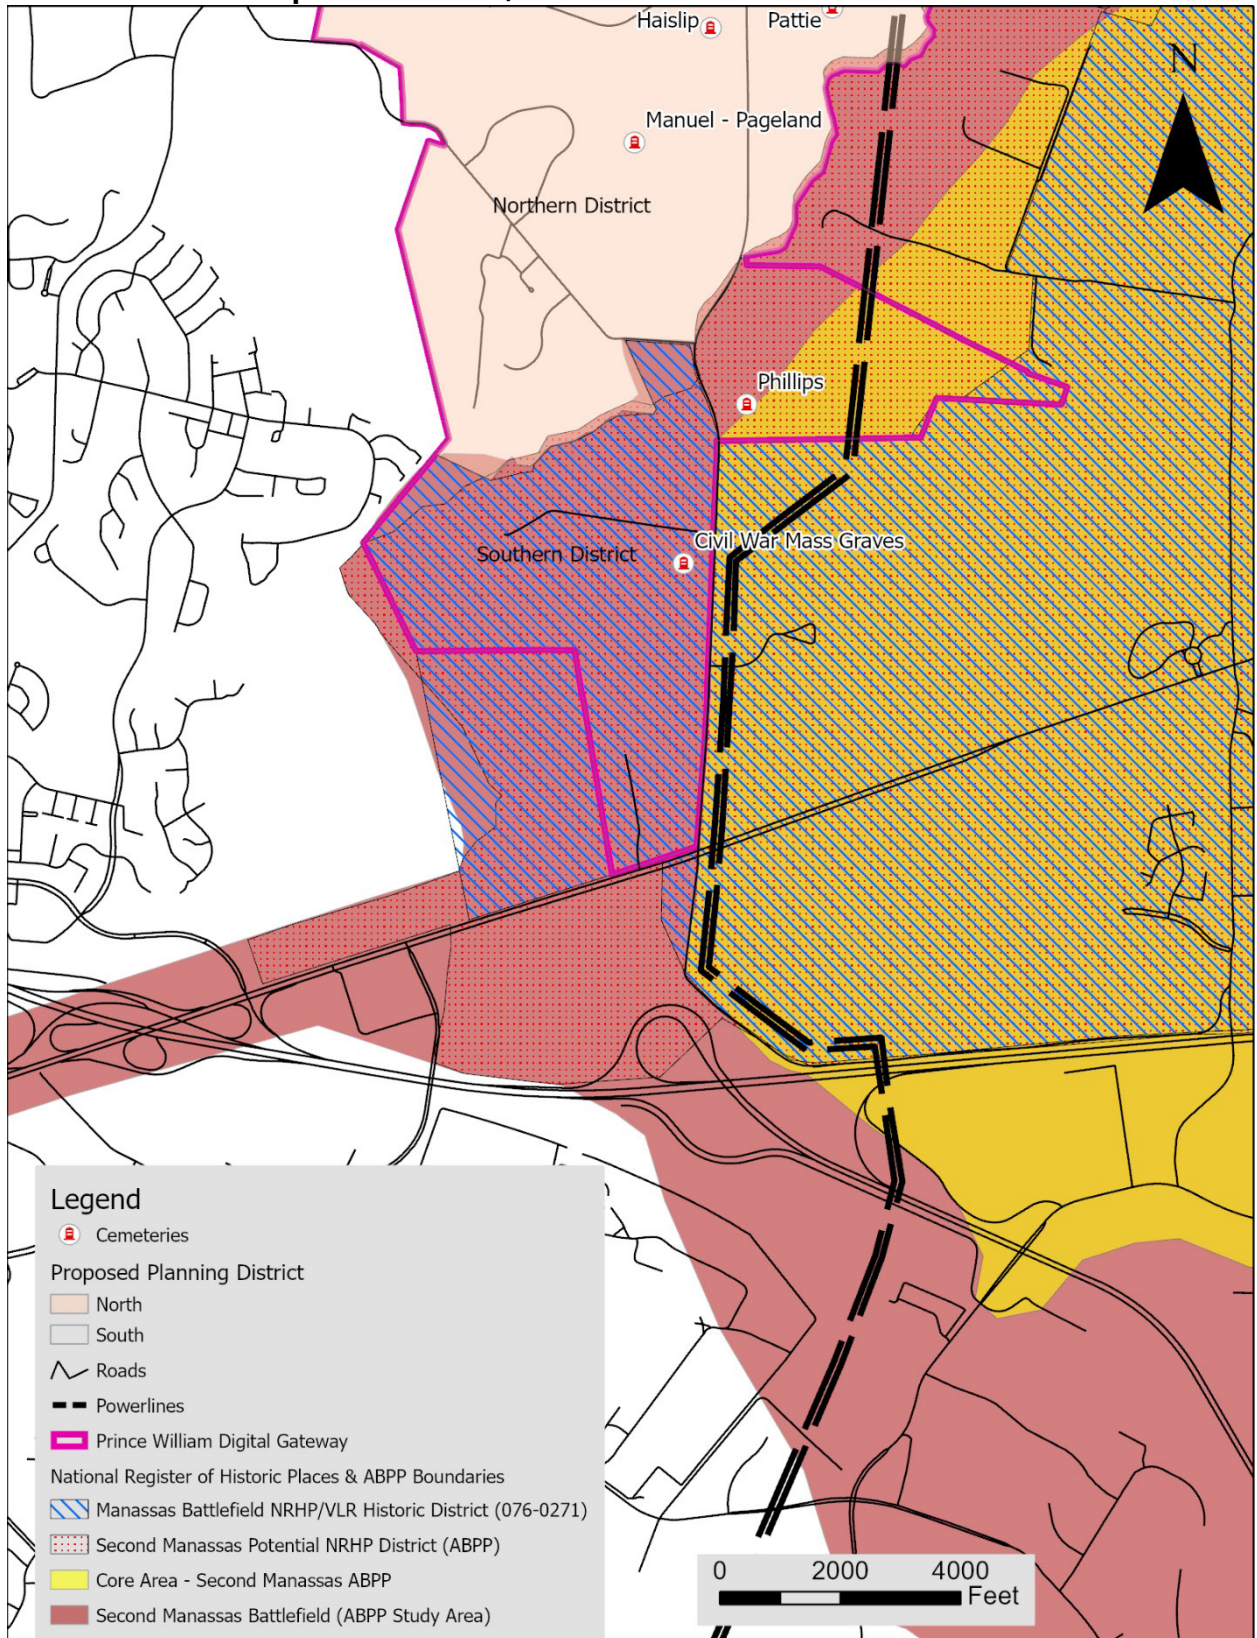 Haislip
Pattie
N
Manuel - Pageland
Northern District
Phillips
Civil War Mass Graves
Southern District
Legend
Cemeteries
Proposed Planning District
North
South
Roads
Powerlines
Prince William Digital Gateway
National Register of Historic Places & ABPP Boundaries
Manassas Battlefield NRHP/VLR Historic District (076-0271)
Second Manassas Potential NRHP District (ABPP)
Core Area - Second Manassas ABPP
Second Manassas Battlefield (ABPP Study Area)
0 2000 4000
Feet